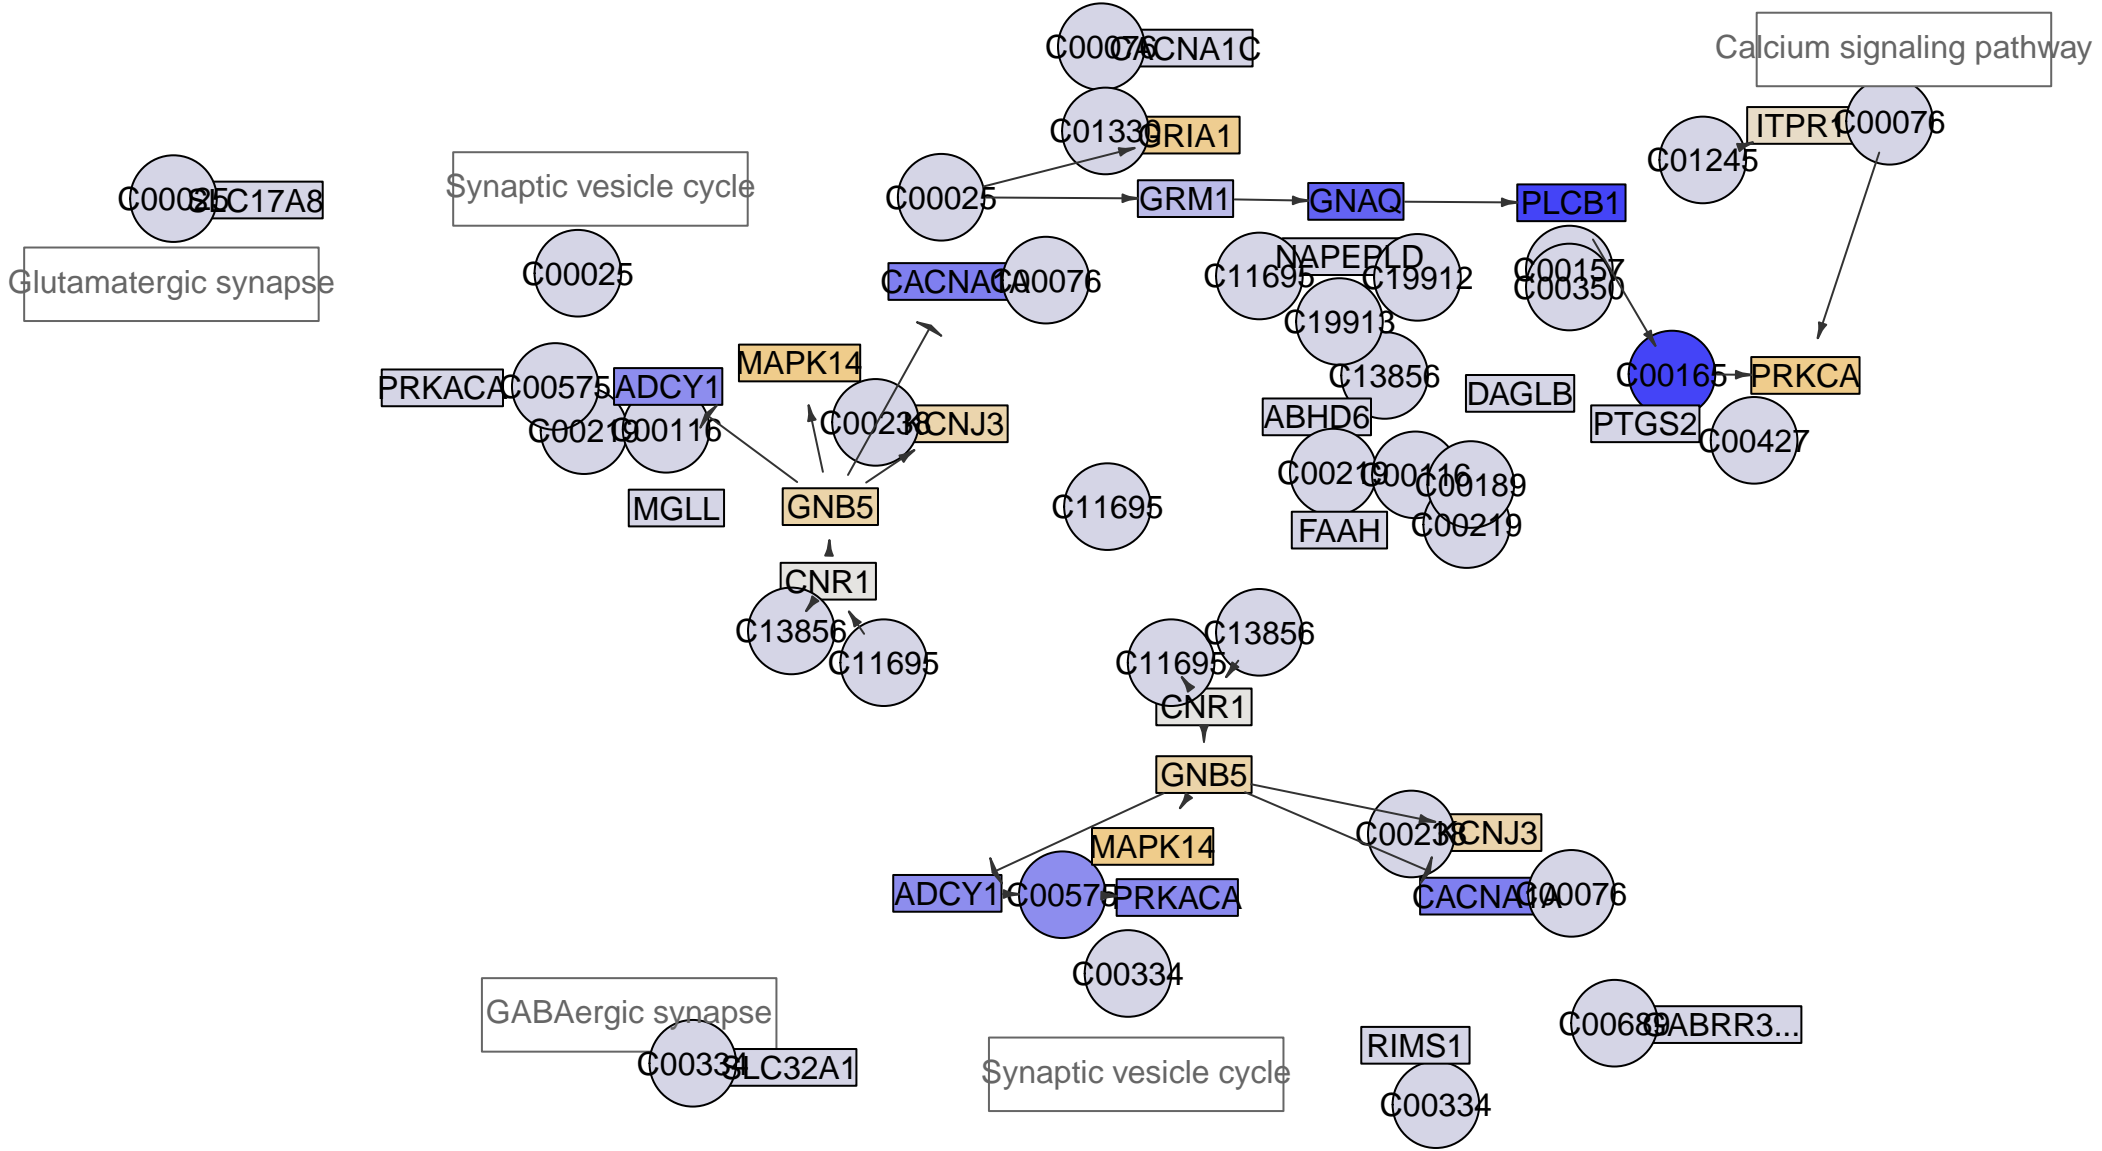 C00076
CACNA1C
Calcium signaling pathway
C01330
GRIA1
ITPR1
C00076
C01245
Synaptic vesicle cycle
C00025
SLC17A8
C00025
GRM1
GNAQ
PLCB1
Glutamatergic synapse
C00025
CACNA1A
C00076
C11695
NAPEPLD
C19912
C00157
C00350
C19913
MAPK14
PRKACA
C00575
ADCY1
C13856
DAGLB
C00165
PRKCA
C00219
C00116
C00238
KCNJ3
ABHD6
PTGS2
C00427
MGLL
GNB5
C11695
C00219
C00116
C00189
FAAH
C00219
CNR1
C13856
C11695
C11695
C13856
CNR1
GNB5
MAPK14
C00238
KCNJ3
ADCY1
C00575
PRKACA
CACNA1A
C00076
C00334
GABAergic synapse
C00334
SLC32A1
Synaptic vesicle cycle
RIMS1
C00334
C00689
GABRR3...